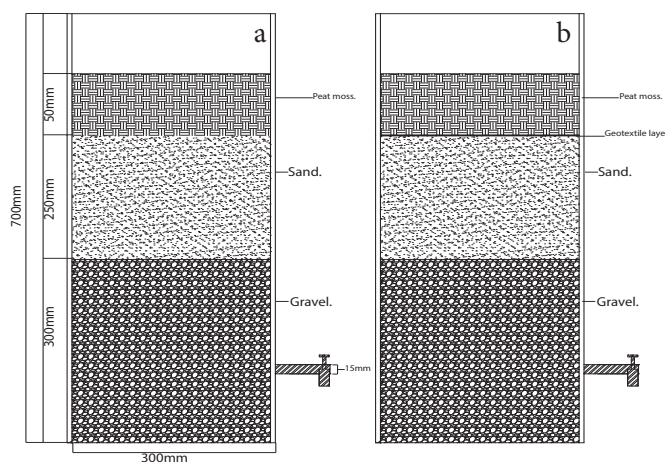 a
b
Peat moss.
Peat moss.
50mm
Geotextile laye
Sand.
Sand.
250mm
700mm
Gravel.
Gravel.
300mm
15mm
300mm